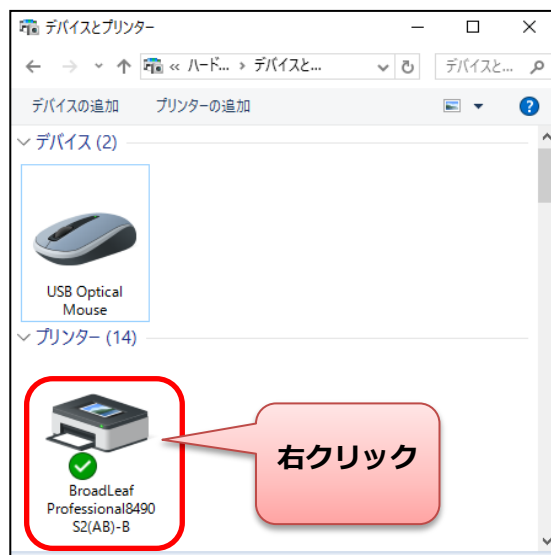 デバイスとプリンター
« ハード... › デバイスと...
デバイスと...
デバイスの追加 プリンターの追加
デバイス (2)
USB Optical
Mouse
プリンター (14)
右クリック
BroadLeaf
Professional8490
S2(AB)-B